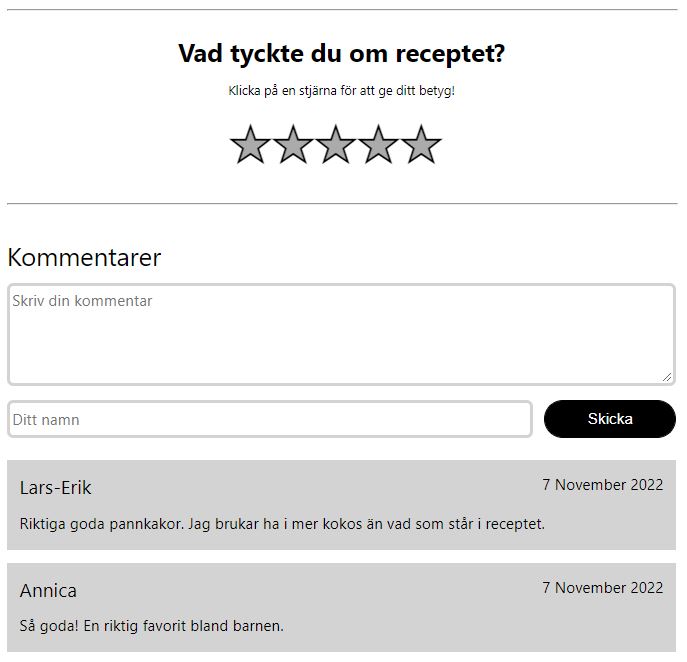 Vad tyckte du om receptet?
Klicka på en stjärna för att ge ditt betyg!
Kommentarer
Skriv din kommentar
Ditt namn
Skicka
Lars-Erik
7 November 2022
Riktiga goda pannkakor. Jag brukar ha i mer kokos än vad som står i receptet.
Annica
7 November 2022
Så goda! En riktig favorit bland barnen.